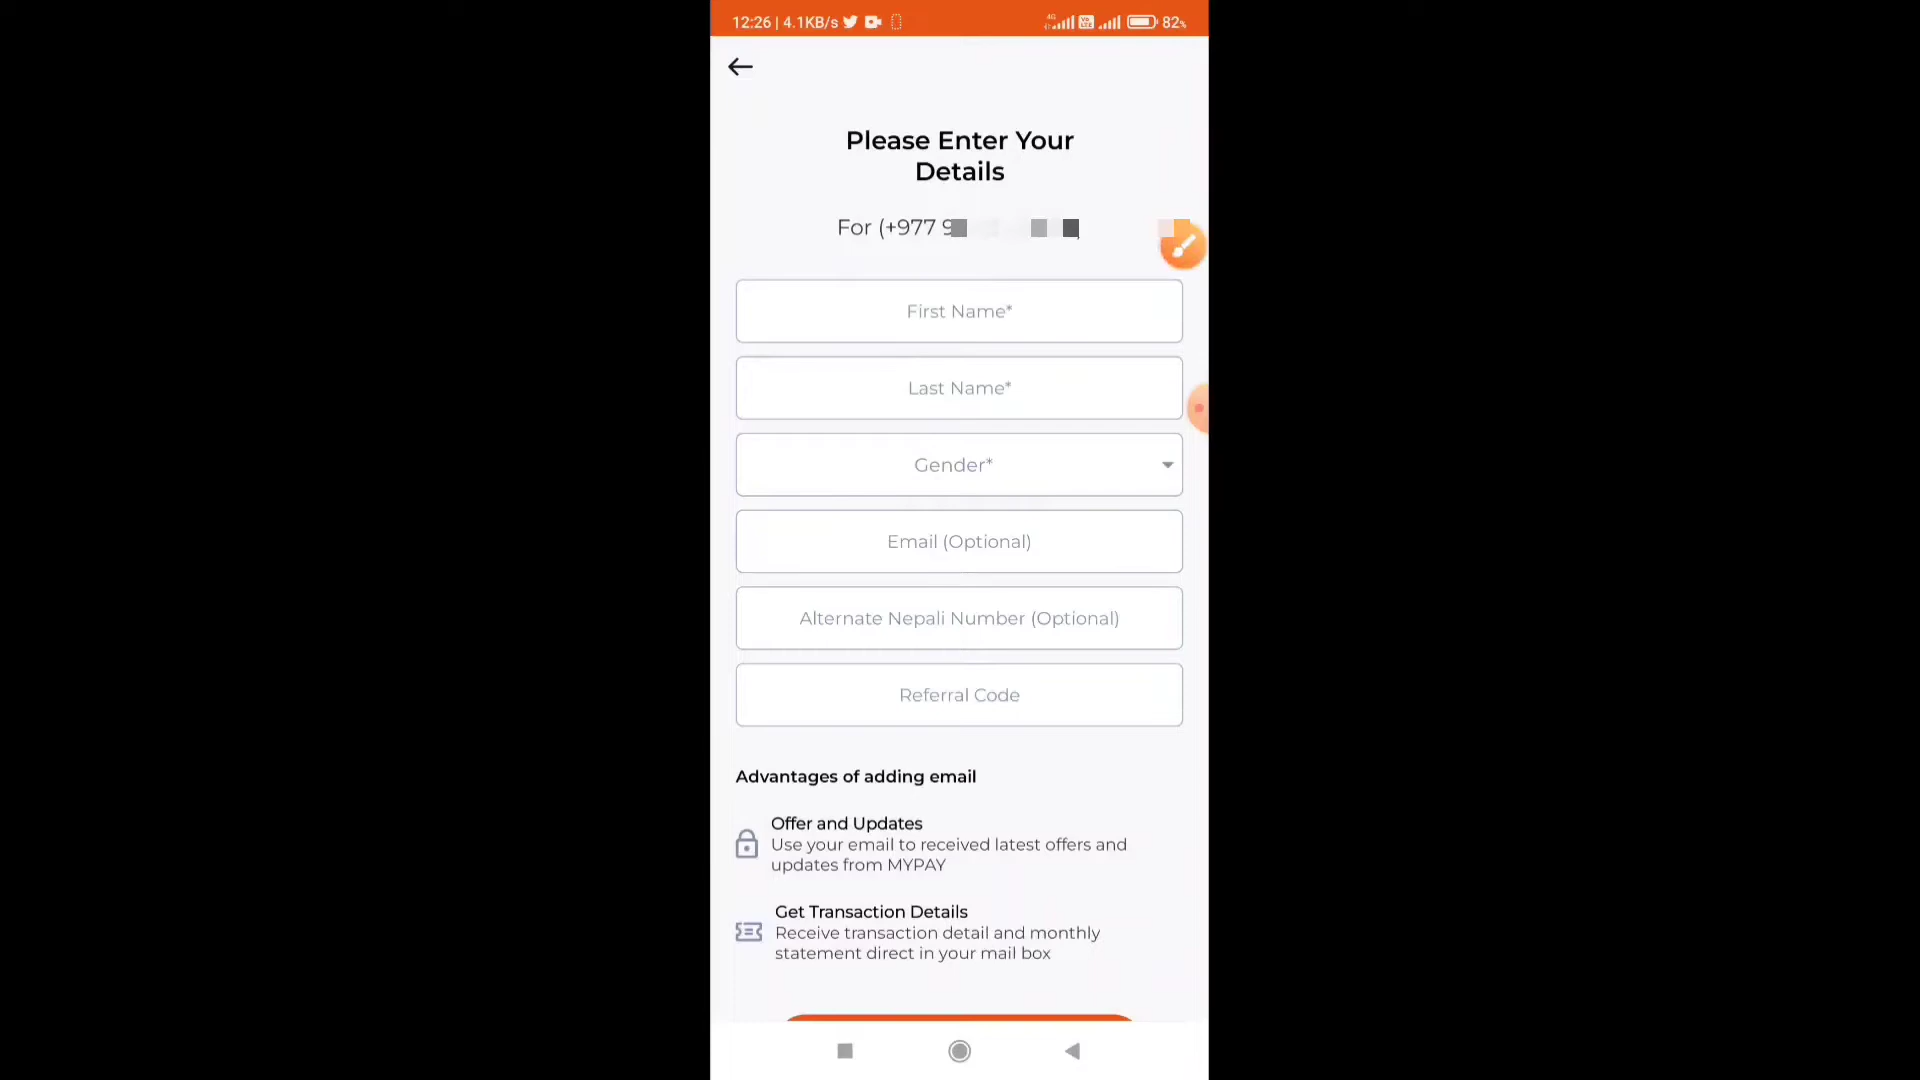 12:26 | 4.1KB/s 4G Vo LTE 82%
Please Enter Your
Details
For (+977 9
First Name*
Last Name*
Gender*
Email (Optional)
Alternate Nepali Number (Optional)
Referral Code
Advantages of adding email
Offer and Updates
Use your email to received latest offers and
updates from MYPAY
Get Transaction Details
Receive transaction detail and monthly
statement direct in your mail box